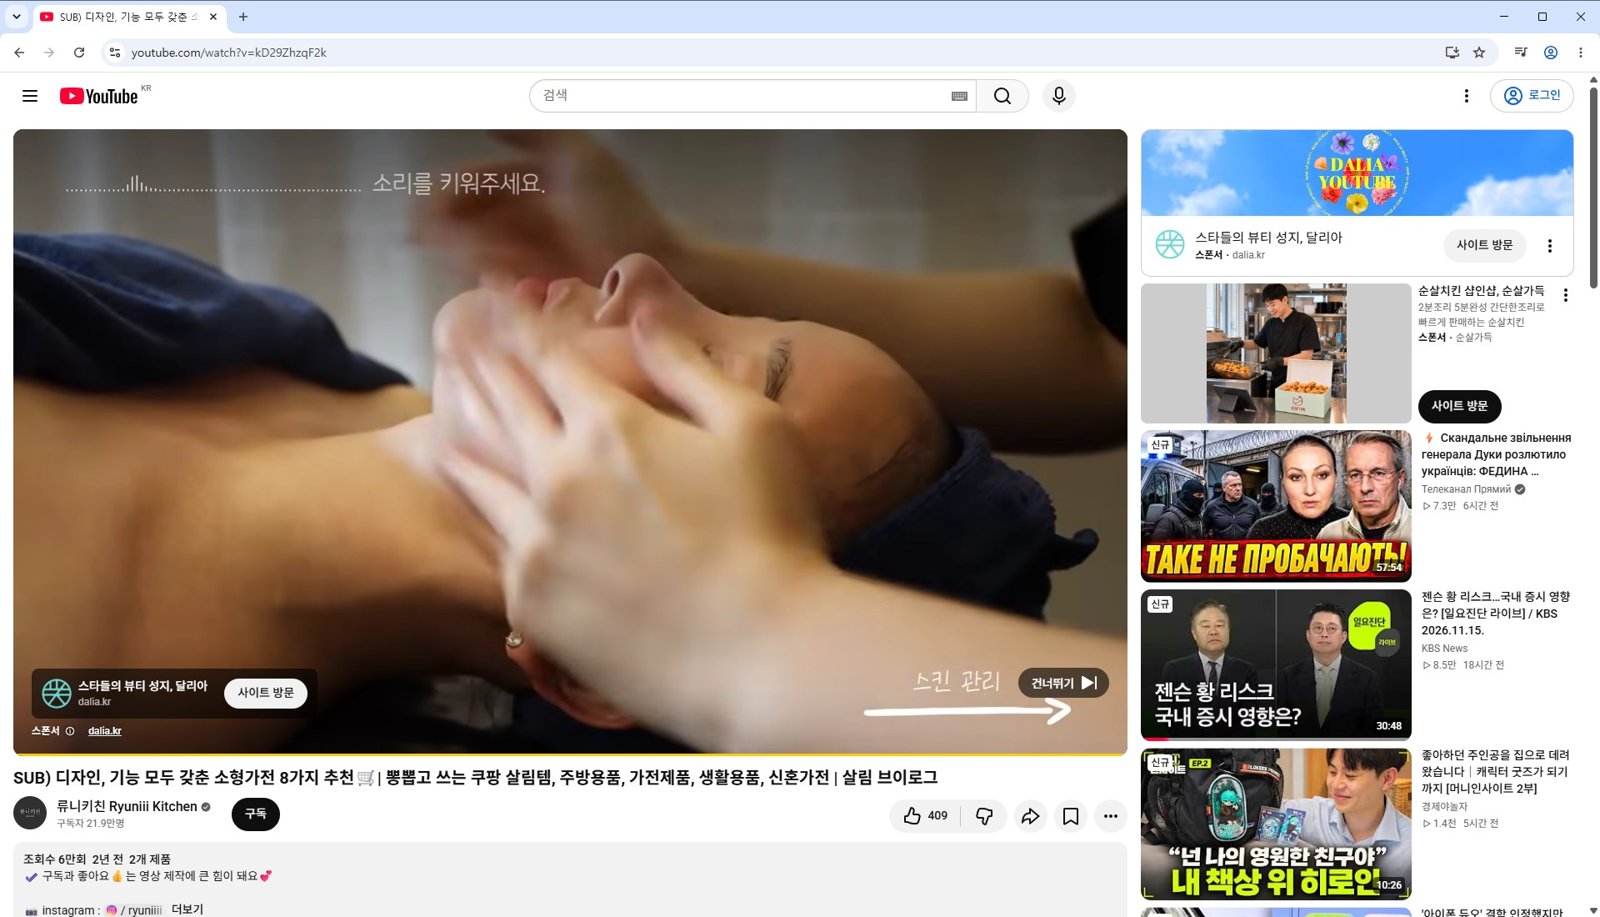 SUB) 디자인, 기능 모두 갖춘 소
youtube.com/watch?v=kD29ZhzqF2k
YouTube KR
검색
로그인
소리를 키워주세요.
스킨 관리
건너뛰기
스타들의 뷰티 성지, 달리아
dalia.kr
사이트 방문
스폰서
dalia.kr
SUB) 디자인, 기능 모두 갖춘 소형가전 8가지 추천🛒| 뽕뽑고 쓰는 쿠팡 살림템, 주방용품, 가전제품, 생활용품, 신혼가전 | 살림 브이로그
류니키친 Ryuniii Kitchen
구독자 21.9만명
구독
409
조회수 6만회 2년 전 2개 제품
구독과 좋아요👍는 영상 제작에 큰 힘이 돼요💕
instagram : / ryuniiii 더보기
DALIA
YOUTUBE
스타들의 뷰티 성지, 달리아
스폰서 · dalia.kr
사이트 방문
순살치킨 샵인샵, 순살가득
2분조리 5분완성 간단한조리로
빠르게 판매하는 순살치킨
스폰서 · 순살가득
사이트 방문
신규
TAKE НЕ ПРОБАЧАЮТЬ!
57:54
⚡ Скандальне звільнення
генерала Дуки розлютило
українців: ФЕДИНА ...
Телеканал Прямий
7.3만 6시간 전
신규
일요진단
라이브
젠슨 황 리스크
국내 증시 영향은?
30:48
젠슨 황 리스크...국내 증시 영향
은? [일요진단 라이브] / KBS
2026.11.15.
KBS News
8.5만 18시간 전
신규
EP.2
“넌 나의 영원한 친구야”
내 책상 위 히로인
10:26
좋아하던 주인공을 집으로 데려
왔습니다｜캐릭터 굿즈가 되기
까지 [머니인사이트 2부]
경제야놀자
1.4천 5시간 전